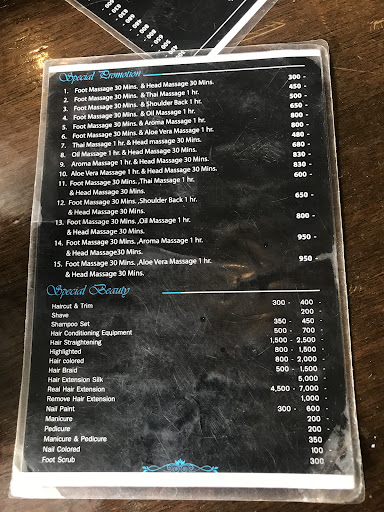 Special Promotion
1. Foot Massage 30 Mins. & Head Massage 30 Mins. 300 -
2. Foot Massage 30 Mins. & Thai Massage 1 hr. 450 -
3. Foot Massage 30 Mins. & Shoulder Back 1 hr. 500 -
4. Foot Massage 30 Mins. & Oil Massage 1 hr. 650 -
5. Foot Massage 30 Mins. & Aroma Massage 1 hr. 800 -
6. Foot Massage 30 Mins. & Aloe Vera Massage 1 hr. 800 -
7. Thai Massage 1 hr. & Head massage 30 Mins. 480 -
8. Oil Massage 1 hr. & Head Massage 30 Mins. 680 -
9. Aroma Massage 1 hr. & Head Massage 30 Mins. 830 -
10. Aloe Vera Massage 1 hr. & Head Massage 30 Mins. 830 -
11. Foot Massage 30 Mins. ,Thai Massage 1 hr. 600 -
& Head Massage 30 Mins.
12. Foot Massage 30 Mins. ,Shoulder Back 1 hr. 650 -
& Head Massage 30 Mins.
13. Foot Massage 30 Mins. ,Oil Massage 1 hr. 800 -
& Head Massage 30 Mins.
14. Foot Massage 30 Mins. ,Aroma Massage 1 hr. 950 -
& Head Massage30 Mins.
15. Foot Massage 30 Mins. ,Aloe Vera Massage 1 hr. 950 -
& Head Massage 30 Mins.
Special Beauty
Haircut & Trim 300 - 400 -
Shave 200 -
Shampoo Set 350 - 450 -
Hair Conditioning Equipment 500 - 700 -
Hair Straightening 1,500 - 2,500 -
Highlighted 800 - 1,500 -
Hair colored 800 - 2,000 -
Hair Braid 500 - 1,500 -
Hair Extension Silk 5,000 -
Real Hair Extension 4,500 - 7,000 -
Remove Hair Extension 1,000 -
Nail Paint 300 - 600 -
Manicure 200 -
Pedicure 200 -
Manicure & Pedicure 350 -
Nail Colored 100 -
Foot Scrub 300 -